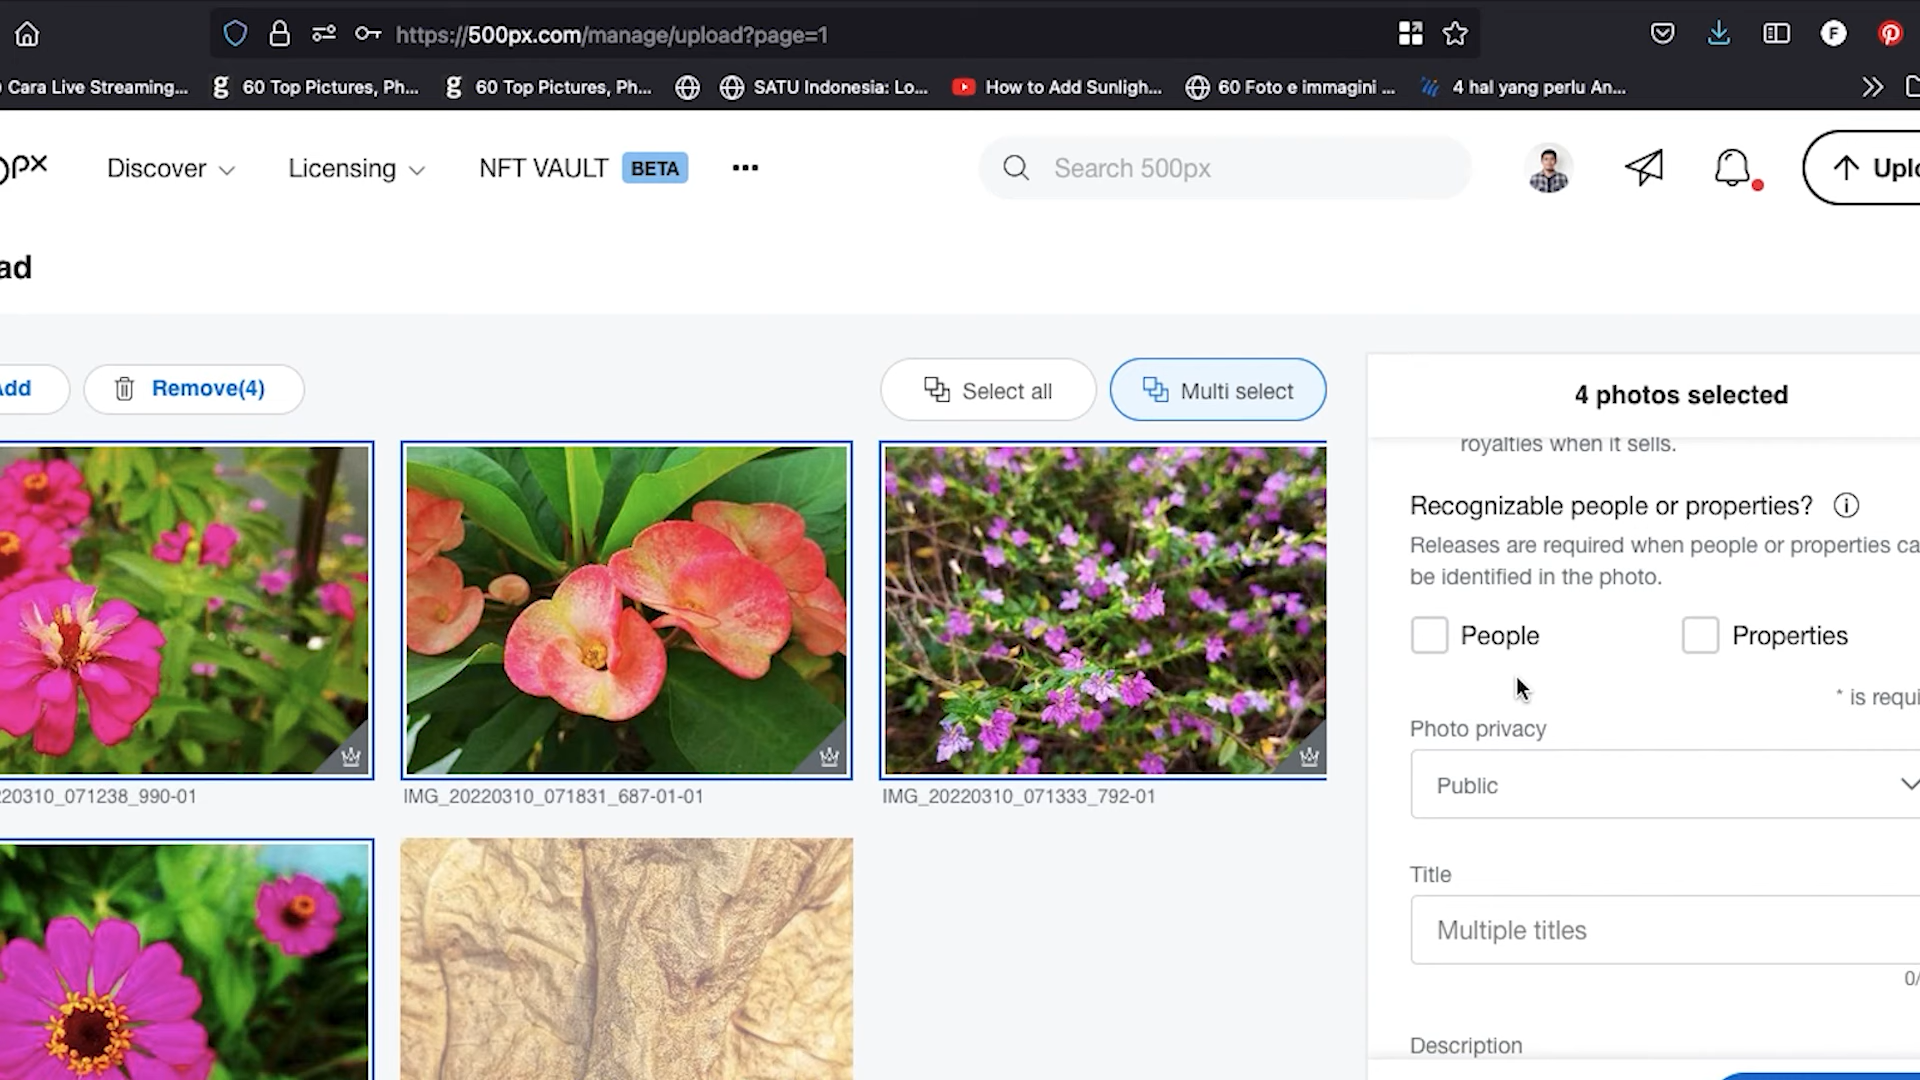 https://500px.com/manage/upload?page=1
Cara Live Streaming... 60 Top Pictures, Ph... 60 Top Pictures, Ph... SATU Indonesia: Lo... How to Add Sunligh... 60 Foto e immagini ... 4 hal yang perlu An...
px Discover Licensing NFT VAULT BETA ••• Search 500px Uplo
ad
Add Remove(4) Select all Multi select
4 photos selected
royalties when it sells.
Recognizable people or properties?
Releases are required when people or properties ca
be identified in the photo.
People Properties
* is requi
Photo privacy
Public
220310_071238_990-01 IMG_20220310_071831_687-01-01 IMG_20220310_071333_792-01
Title
Multiple titles
0/
Description